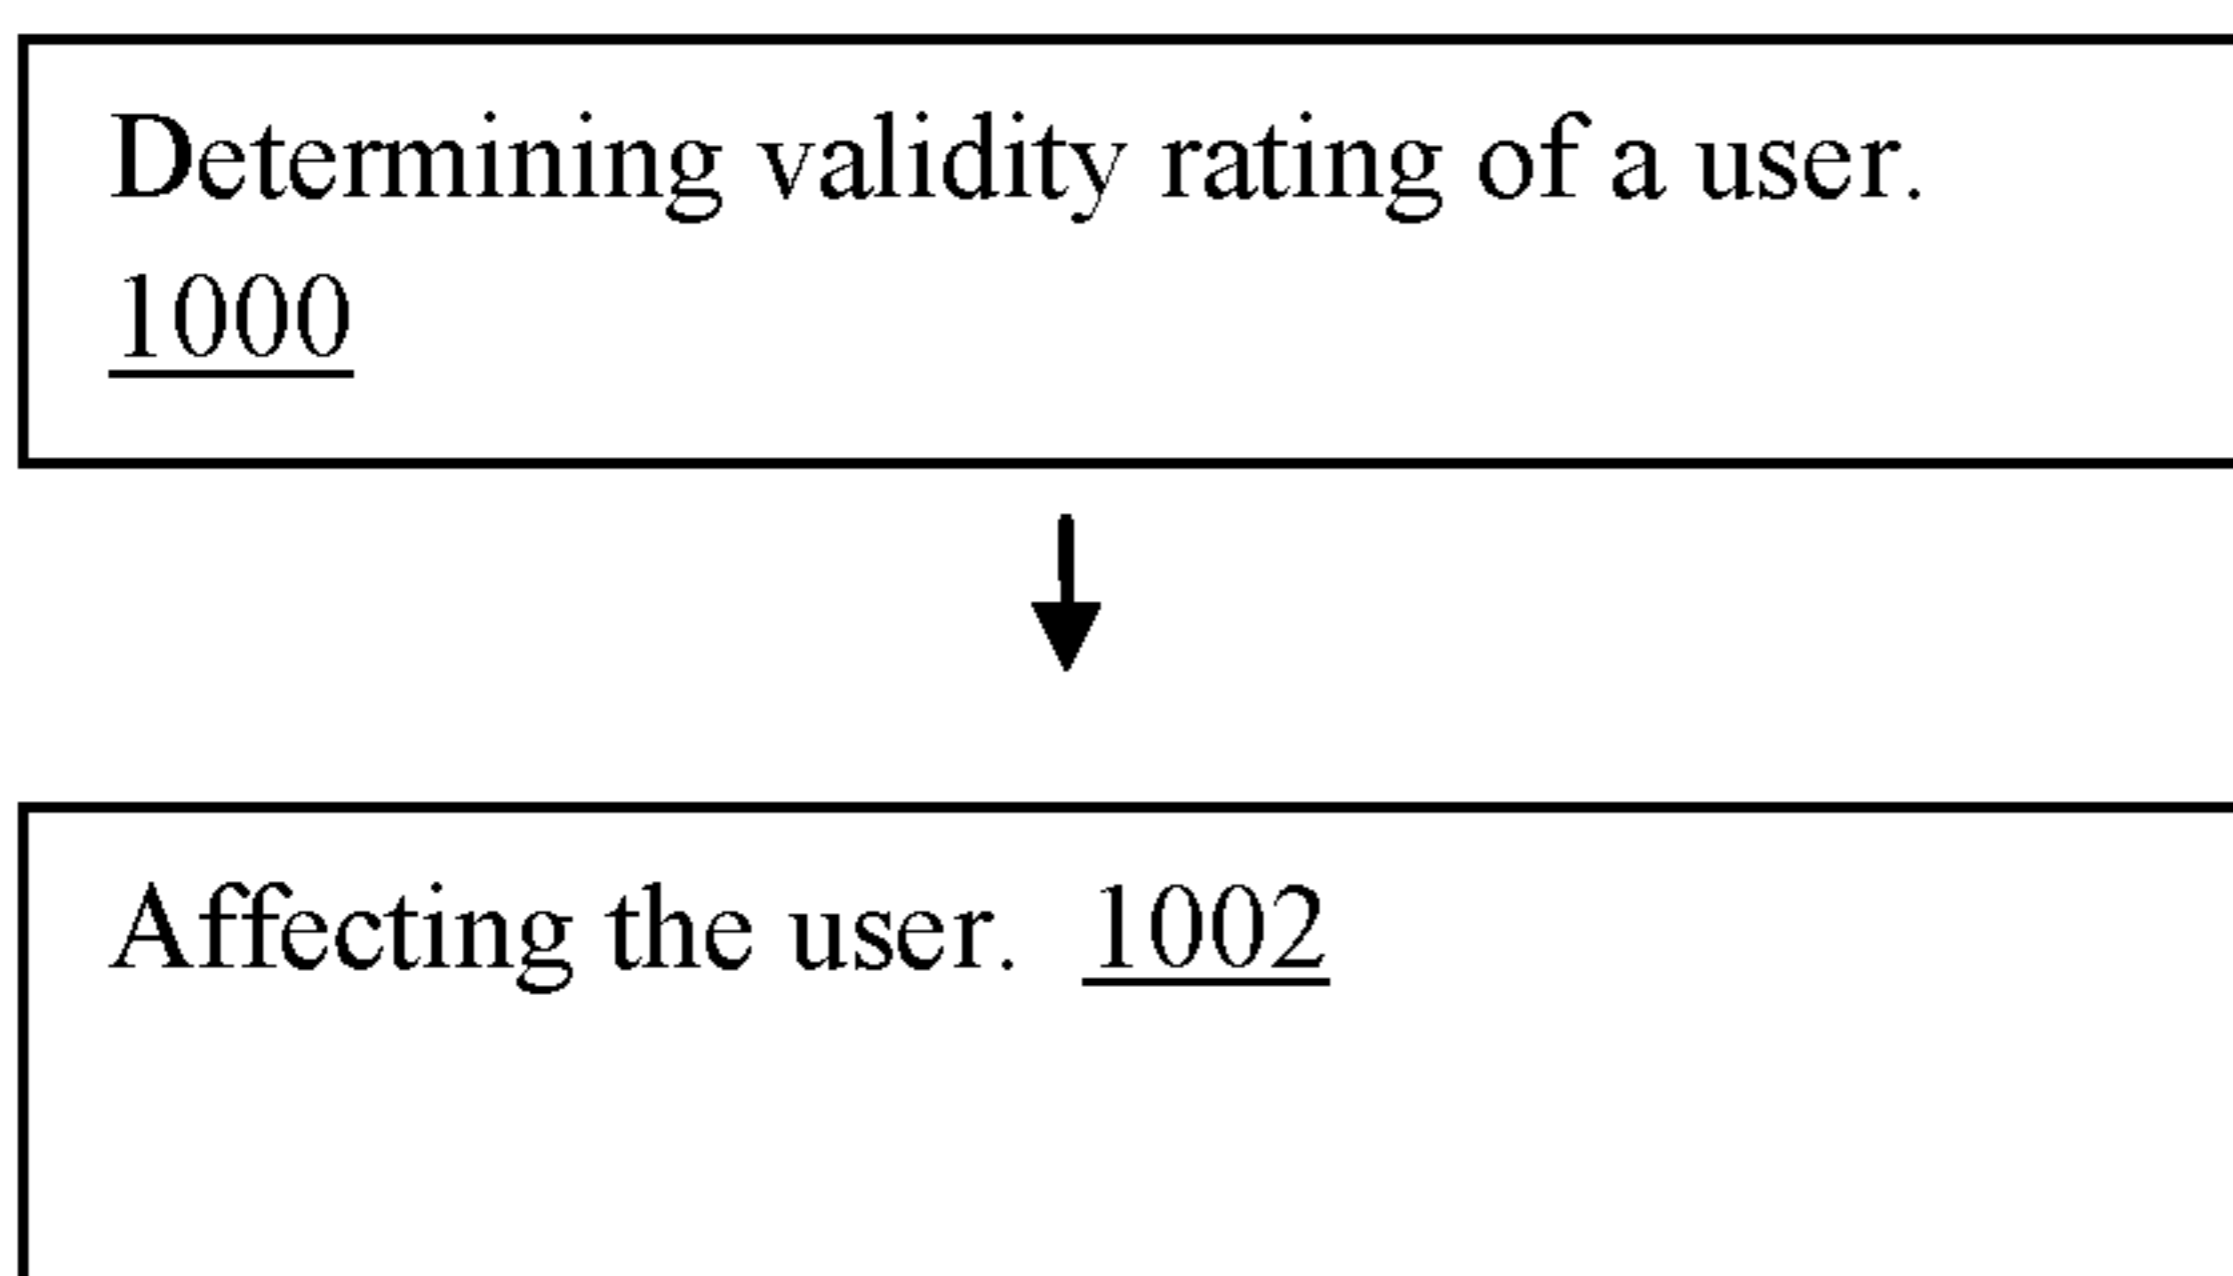 Determining validity rating of a user.
1000
Affecting the user. 1002